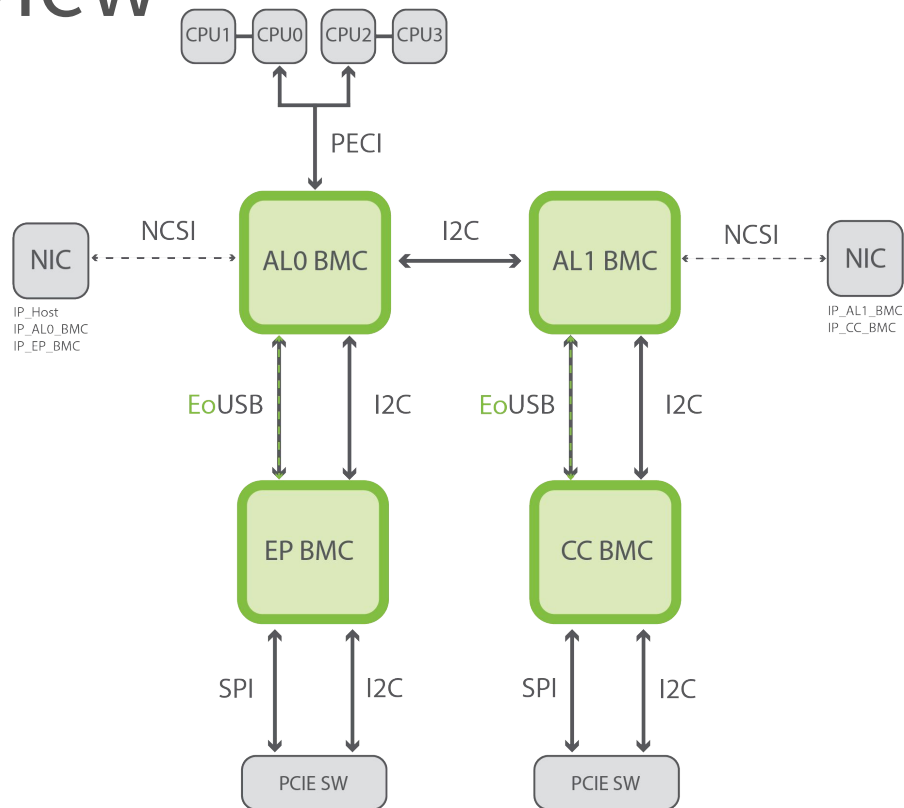 CPU1
CPU0
CPU2
CPU3
PECI
NCSI
I2C
NCSI
NIC
AL0 BMC
AL1 BMC
NIC
IP_Host
IP_AL0_BMC
IP_EP_BMC
IP_AL1_BMC
IP_CC_BMC
EoUSB
I2C
EoUSB
I2C
EP BMC
CC BMC
SPI
I2C
SPI
I2C
PCIE SW
PCIE SW